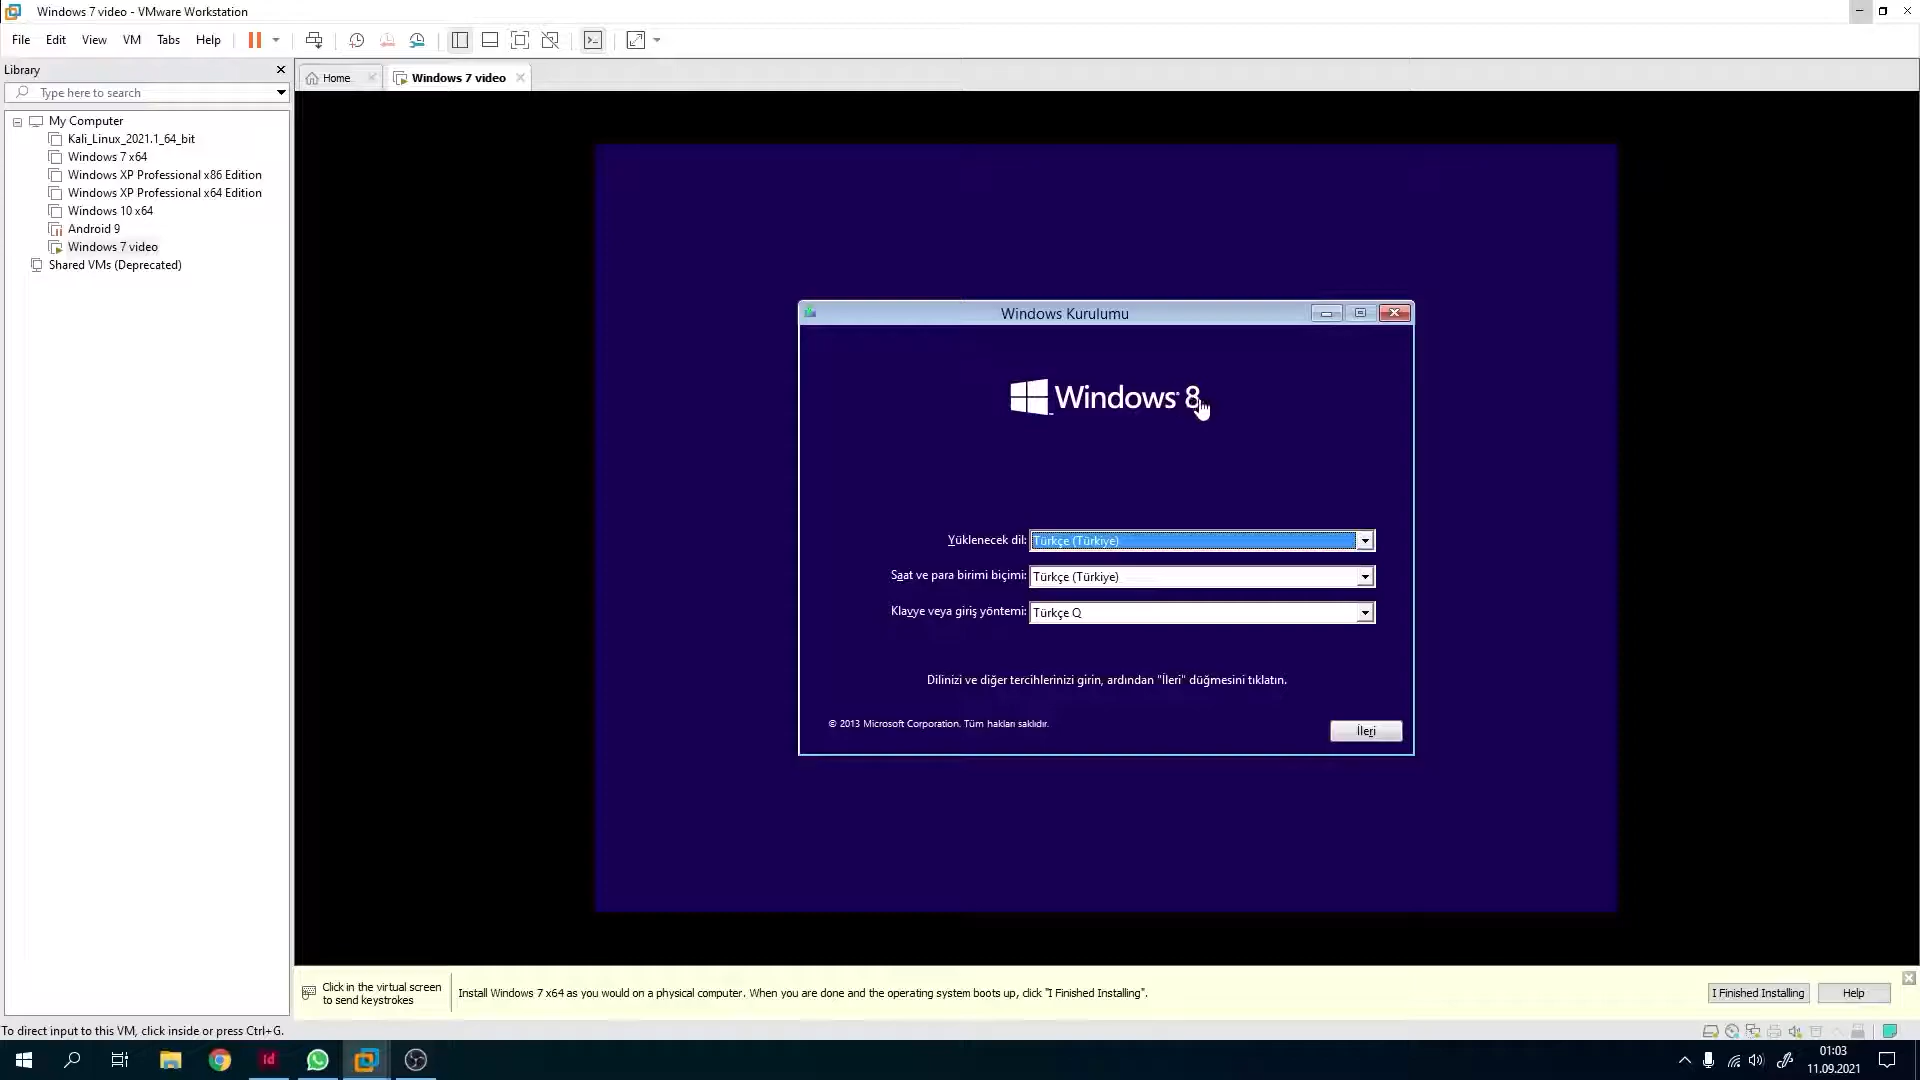 Windows 7 video - VMware Workstation
File Edit View VM Tabs Help
Library
Home
Windows 7 video
Type here to search
My Computer
Kali_Linux_2021.1_64_bit
Windows 7 x64
Windows XP Professional x86 Edition
Windows XP Professional x64 Edition
Windows 10 x64
Android 9
Windows 7 video
Shared VMs (Deprecated)
Windows Kurulumu
Windows 8
Yüklenecek dil: Türkçe (Türkiye)
Saat ve para birimi biçimi: Türkçe (Türkiye)
Klavye veya giriş yöntemi: Türkçe Q
Dilinizi ve diğer tercihlerinizi girin, ardından "İleri" düğmesini tıklatın.
© 2013 Microsoft Corporation. Tüm hakları saklıdır.
İleri
Click in the virtual screen
to send keystrokes
Install Windows 7 x64 as you would on a physical computer. When you are done and the operating system boots up, click "I Finished Installing".
I Finished Installing
Help
To direct input to this VM, click inside or press Ctrl+G.
Id
01:03
11.09.2021